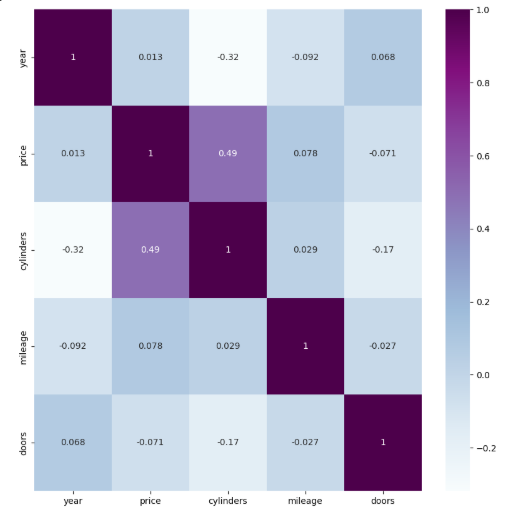 year 1 0.013 -0.32 -0.092 0.068
price 0.013 1 0.49 0.078 -0.071
cylinders -0.32 0.49 1 0.029 -0.17
mileage -0.092 0.078 0.029 1 -0.027
doors 0.068 -0.071 -0.17 -0.027 1
year price cylinders mileage doors
1.0
0.8
0.6
0.4
0.2
0.0
−0.2